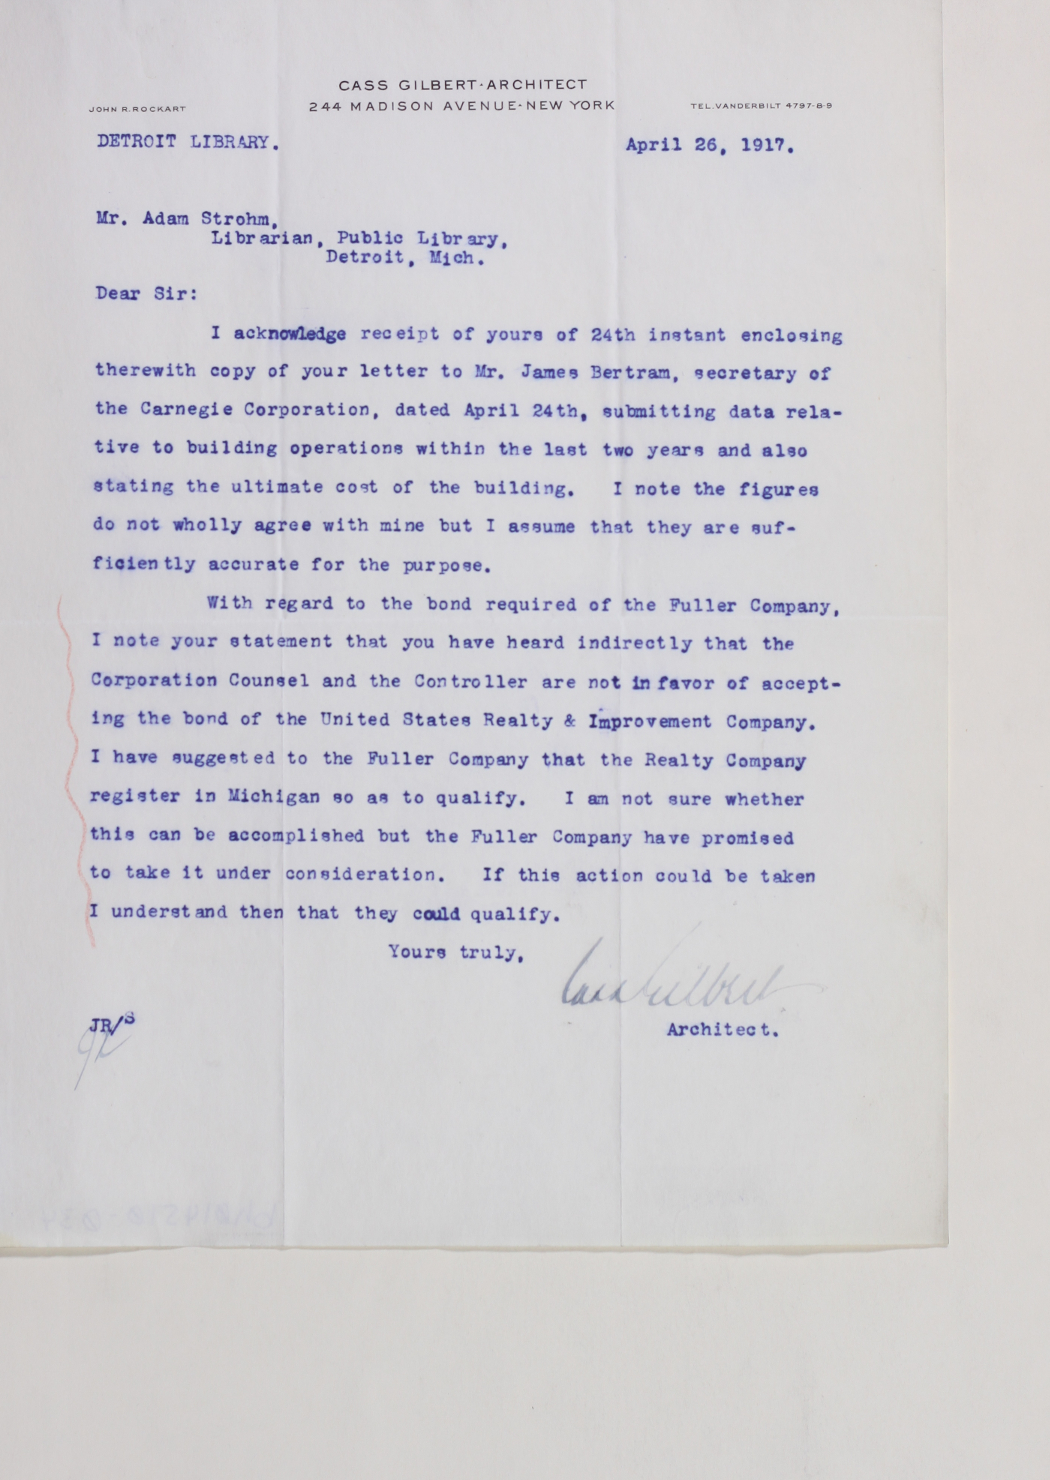 CASS GILBERT·ARCHITECT
JOHN R. ROCKART 244 MADISON AVENUE·NEW YORK TEL. VANDERBILT 4797-8-9
DETROIT LIBRARY. April 26, 1917.
Mr. Adam Strohm,
Librarian, Public Library,
Detroit, Mich.
Dear Sir:
I acknowledge receipt of yours of 24th instant enclosing
therewith copy of your letter to Mr. James Bertram, secretary of
the Carnegie Corporation, dated April 24th, submitting data rela-
tive to building operations within the last two years and also
stating the ultimate cost of the building. I note the figures
do not wholly agree with mine but I assume that they are suf-
ficiently accurate for the purpose.
With regard to the bond required of the Fuller Company,
I note your statement that you have heard indirectly that the
Corporation Counsel and the Controller are not in favor of accept-
ing the bond of the United States Realty & Improvement Company.
I have suggested to the Fuller Company that the Realty Company
register in Michigan so as to qualify. I am not sure whether
this can be accomplished but the Fuller Company have promised
to take it under consideration. If this action could be taken
I understand then that they could qualify.
Yours truly,
Cass Gilbert
JR/S
Architect.